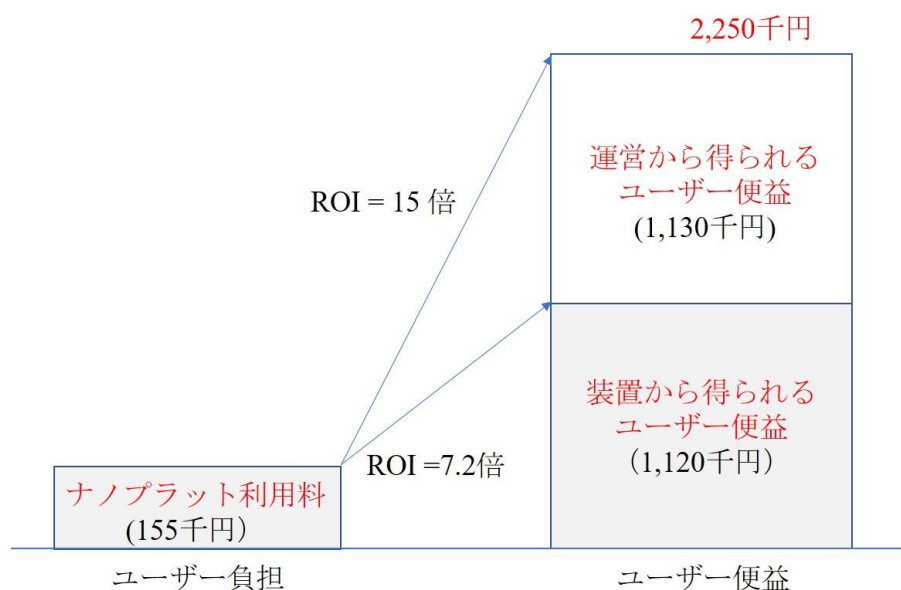 2,250千円
運営から得られる
ユーザー便益
(1,130千円)
ROI = 15 倍
装置から得られる
ユーザー便益
（1,120千円）
ROI =7.2倍
ナノプラット利用料
(155千円）
ユーザー負担
ユーザー便益